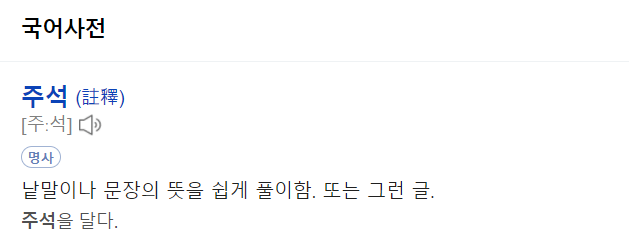 국어사전
주석 (註釋)
[주:석]
명사
낱말이나 문장의 뜻을 쉽게 풀이함. 또는 그런 글.
주석을 달다.